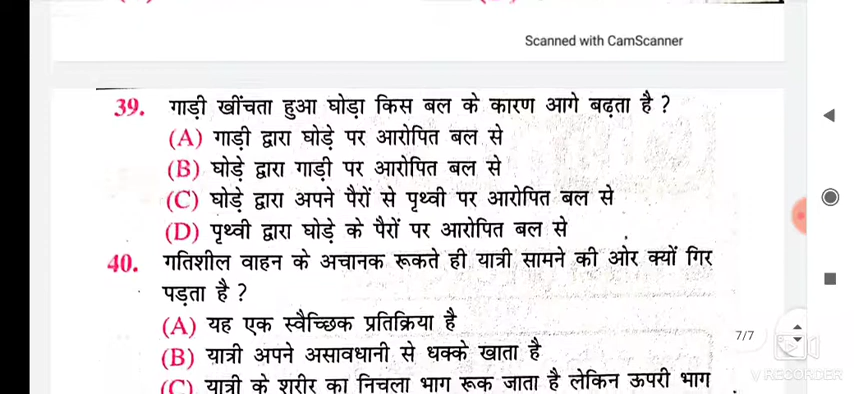 Scanned with CamScanner
39. गाड़ी खींचता हुआ घोड़ा किस बल के कारण आगे बढ़ता है ?
(A) गाड़ी द्वारा घोड़े पर आरोपित बल से
(B) घोड़े द्वारा गाड़ी पर आरोपित बल से
(C) घोड़े द्वारा अपने पैरों से पृथ्वी पर आरोपित बल से
(D) पृथ्वी द्वारा घोड़े के पैरों पर आरोपित बल से
40. गतिशील वाहन के अचानक रूकते ही यात्री सामने की ओर क्यों गिर
पड़ता है ?
(A) यह एक स्वैच्छिक प्रतिक्रिया है
7/7
(B) यात्री अपने असावधानी से धक्के खाता है
V RECORDER
(C) यात्री के शरीर का निचला भाग रूक जाता है लेकिन ऊपरी भाग